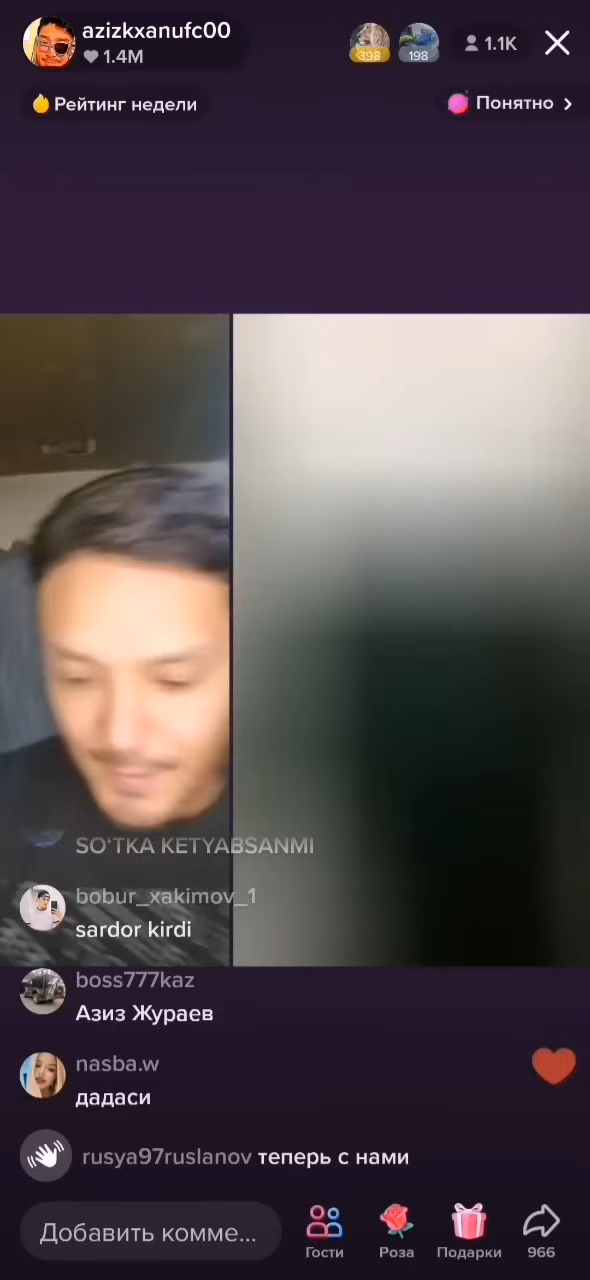 azizkxanufc00
1.4M
398
198
1.1K
Рейтинг недели
Понятно
SO'TKA KETYABSANMI
bobur_xakimov_1
sardor kirdi
boss777kaz
Азиз Жураев
nasba.w
дадаси
rusya97ruslanov теперь с нами
Добавить комме...
Гости
Роза
Подарки
966